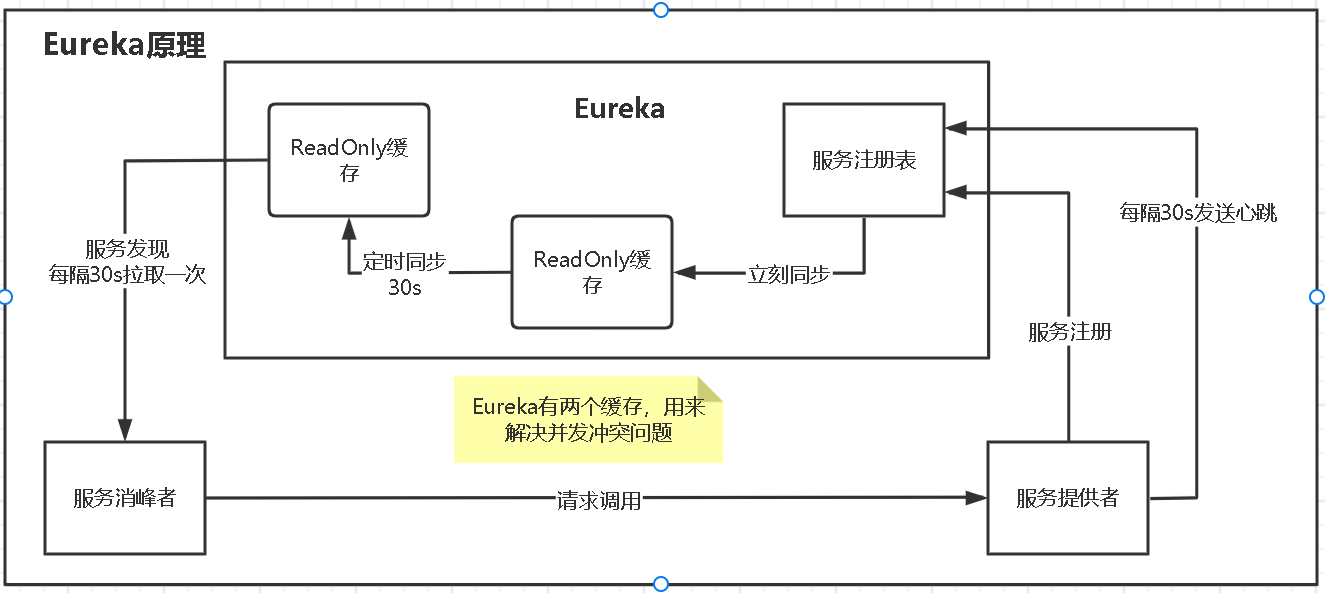 Eureka原理
Eureka
ReadOnly缓
存
服务注册表
ReadOnly缓
存
定时同步
30s
立刻同步
服务发现
每隔30s拉取一次
每隔30s发送心跳
服务注册
Eureka有两个缓存，用来
解决并发冲突问题
服务消峰者
请求调用
服务提供者